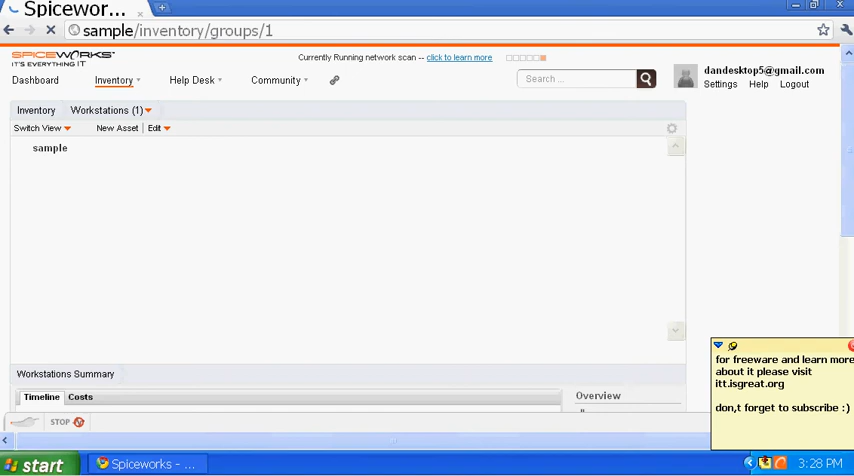 Spicewor...
sample/inventory/groups/1
SPICEWORKS
IT'S EVERYTHING IT
Currently Running network scan -- click to learn more
Dashboard
Inventory
Help Desk
Community
Search ...
dandesktop5@gmail.com
Settings
Help
Logout
Inventory
Workstations (1)
Switch View
New Asset
Edit
sample
Workstations Summary
Timeline
Costs
Overview
STOP
for freeware and learn more
about it please visit
itt.isgreat.org
don,t forget to subscribe :)
start
Spiceworks - ...
3:28 PM